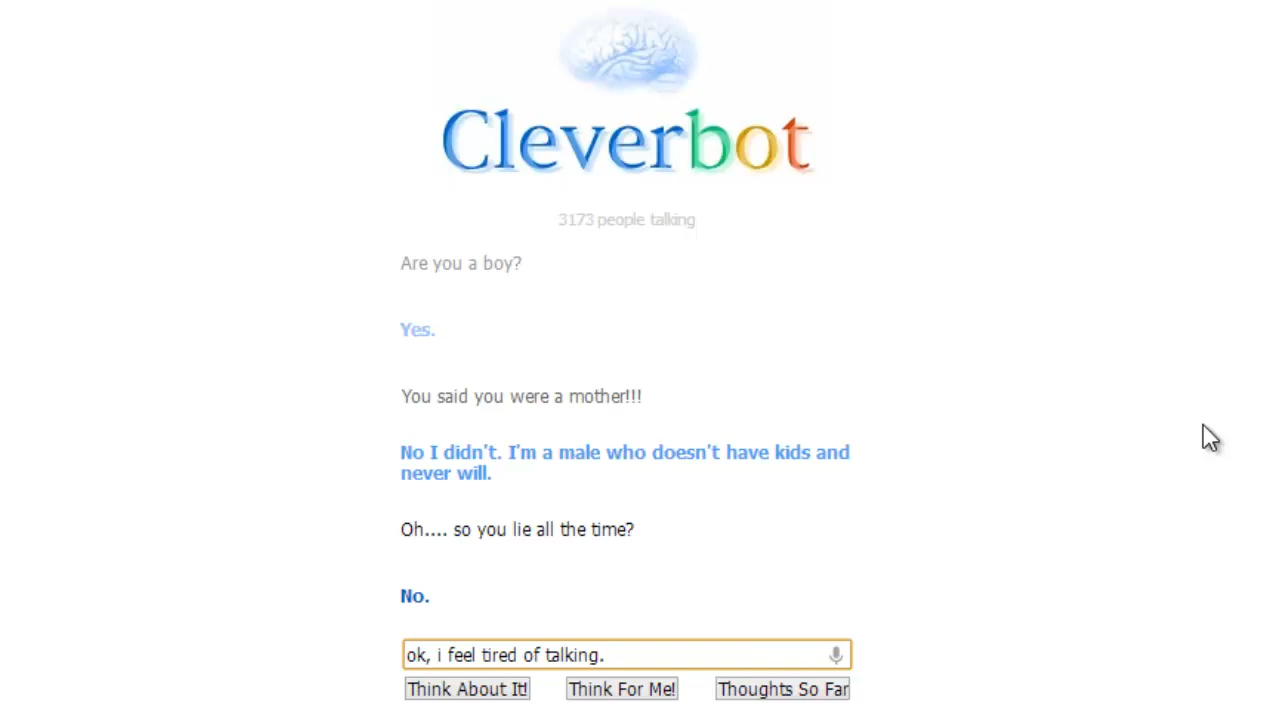 Cleverbot
3173 people talking
Are you a boy?
Yes.
You said you were a mother!!!
No I didn't. I'm a male who doesn't have kids and
never will.
Oh.... so you lie all the time?
No.
ok, i feel tired of talking.
Think About It! Think For Me! Thoughts So Far